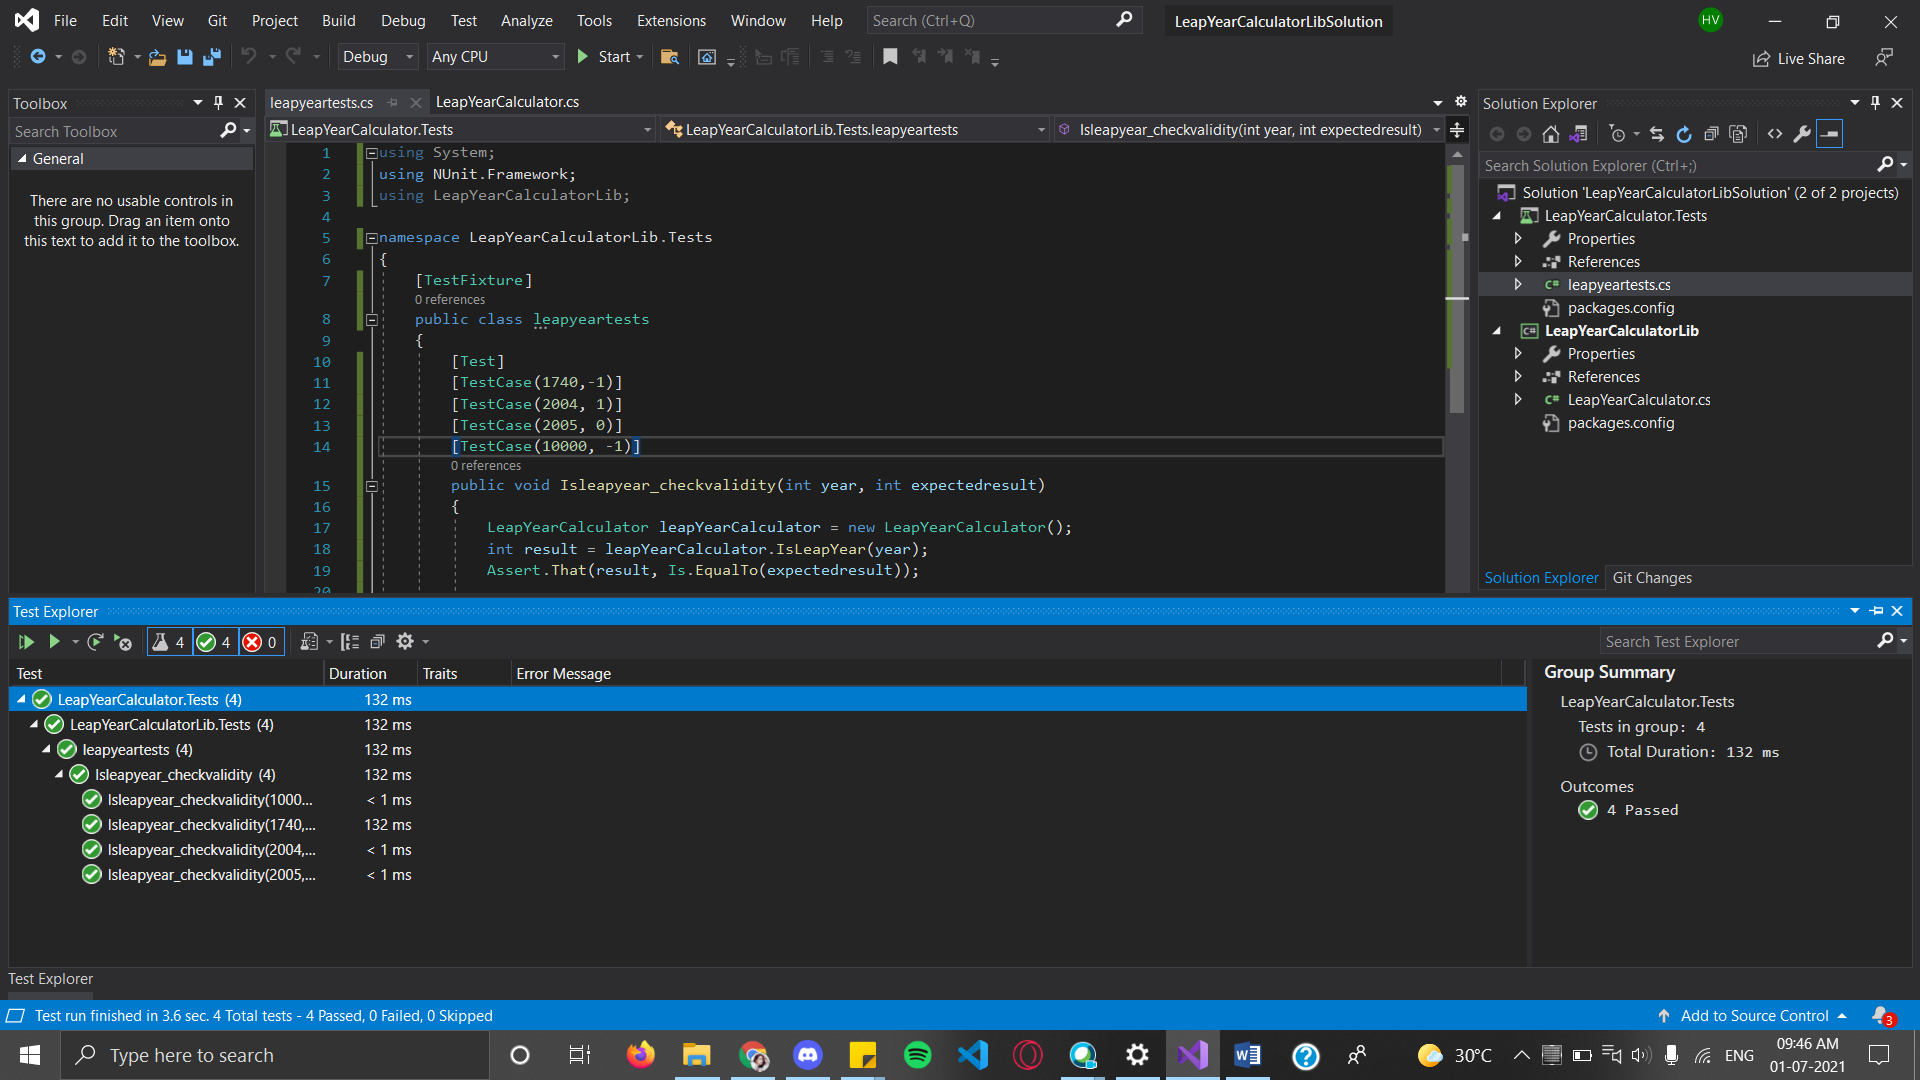 File Edit View Git Project Build Debug Test Analyze Tools Extensions Window Help Search (Ctrl+Q) LeapYearCalculatorLibSolution HV
Debug Any CPU Start Live Share
Toolbox
Search Toolbox
General
There are no usable controls in
this group. Drag an item onto
this text to add it to the toolbox.
leapyeartests.cs LeapYearCalculator.cs
LeapYearCalculator.Tests LeapYearCalculatorLib.Tests.leapyeartests Isleapyear_checkvalidity(int year, int expectedresult)
1 using System;
2 using NUnit.Framework;
3 using LeapYearCalculatorLib;
4
5 namespace LeapYearCalculatorLib.Tests
6 {
7 [TestFixture]
0 references
8 public class leapyeartests
9 {
10 [Test]
11 [TestCase(1740,-1)]
12 [TestCase(2004, 1)]
13 [TestCase(2005, 0)]
14 [TestCase(10000, -1)]
0 references
15 public void Isleapyear_checkvalidity(int year, int expectedresult)
16 {
17 LeapYearCalculator leapYearCalculator = new LeapYearCalculator();
18 int result = leapYearCalculator.IsLeapYear(year);
19 Assert.That(result, Is.EqualTo(expectedresult));
20
Solution Explorer
Search Solution Explorer (Ctrl+;)
Solution 'LeapYearCalculatorLibSolution' (2 of 2 projects)
LeapYearCalculator.Tests
Properties
References
C# leapyeartests.cs
packages.config
C# LeapYearCalculatorLib
Properties
References
C# LeapYearCalculator.cs
packages.config
Solution Explorer Git Changes
Test Explorer
4 4 0 Search Test Explorer
Test Duration Traits Error Message
LeapYearCalculator.Tests (4) 132 ms
LeapYearCalculatorLib.Tests (4) 132 ms
leapyeartests (4) 132 ms
Isleapyear_checkvalidity (4) 132 ms
Isleapyear_checkvalidity(1000... < 1 ms
Isleapyear_checkvalidity(1740,... 132 ms
Isleapyear_checkvalidity(2004,... < 1 ms
Isleapyear_checkvalidity(2005,... < 1 ms
Group Summary
LeapYearCalculator.Tests
Tests in group: 4
Total Duration: 132 ms
Outcomes
4 Passed
Test Explorer
Test run finished in 3.6 sec. 4 Total tests - 4 Passed, 0 Failed, 0 Skipped Add to Source Control 3
Type here to search 30°C ENG 09:46 AM
01-07-2021